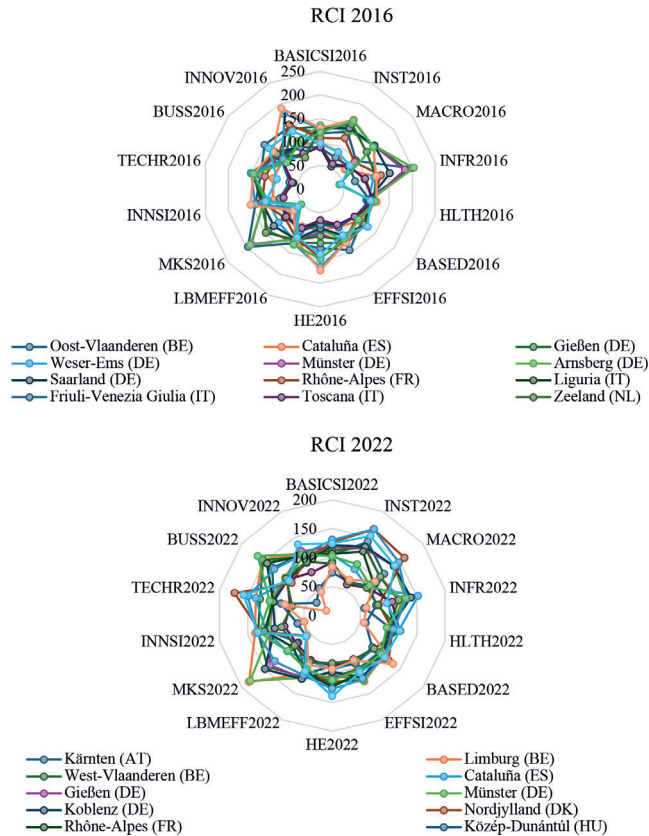 RCI 2016
BASICSI2016
INNOV2016
INST2016
BUSS2016
MACRO2016
TECHR2016
INFR2016
INNSI2016
HLTH2016
MKS2016
BASED2016
LBMEFF2016
EFFSI2016
HE2016
250
200
150
100
50
0
Oost-Vlaanderen (BE)
Cataluña (ES)
Gießen (DE)
Weser-Ems (DE)
Münster (DE)
Arnsberg (DE)
Saarland (DE)
Rhône-Alpes (FR)
Liguria (IT)
Friuli-Venezia Giulia (IT)
Toscana (IT)
Zeeland (NL)
RCI 2022
BASICSI2022
INNOV2022
INST2022
BUSS2022
MACRO2022
TECHR2022
INFR2022
INNSI2022
HLTH2022
MKS2022
BASED2022
LBMEFF2022
EFFSI2022
HE2022
200
150
100
50
0
Kärnten (AT)
Limburg (BE)
West-Vlaanderen (BE)
Cataluña (ES)
Gießen (DE)
Münster (DE)
Koblenz (DE)
Nordjylland (DK)
Rhône-Alpes (FR)
Közép-Dunántúl (HU)